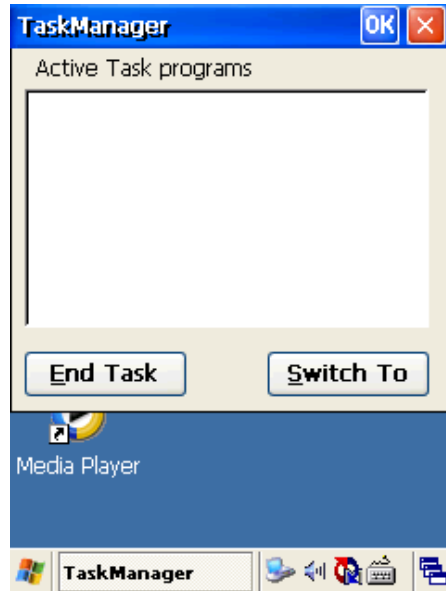 TaskManager OK
Active Task programs
End Task Switch To
Media Player
TaskManager